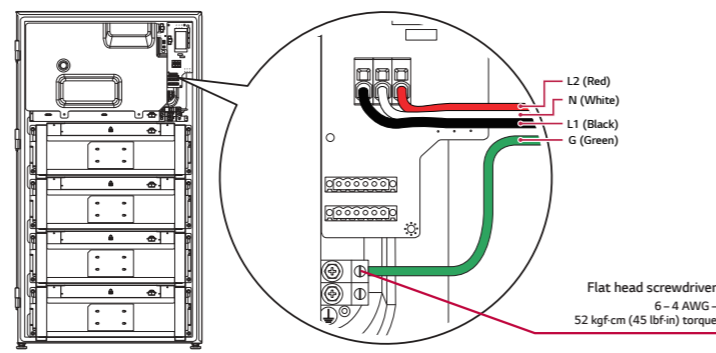 L2 (Red)
N (White)
L1 (Black)
G (Green)
Flat head screwdriver
6 – 4 AWG –
52 kgf·cm (45 lbf·in) torque